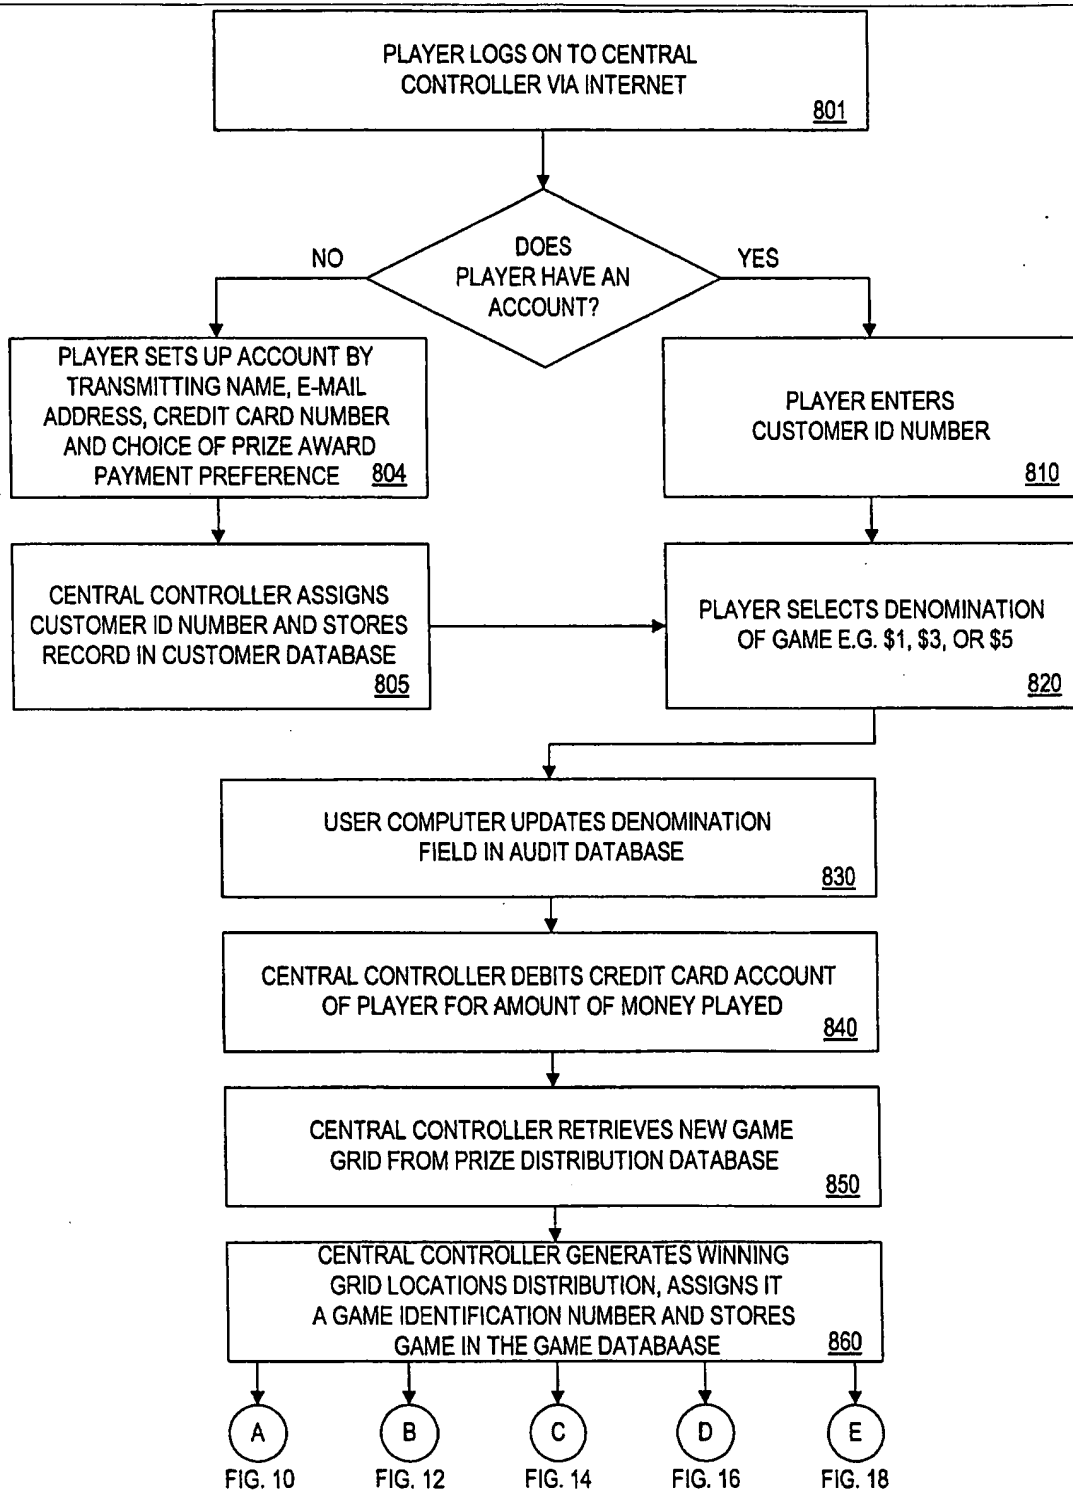 PLAYER LOGS ON TO CENTRAL
CONTROLLER VIA INTERNET
801
DOES
PLAYER HAVE AN
ACCOUNT?
NO
YES
PLAYER SETS UP ACCOUNT BY
TRANSMITTING NAME, E-MAIL
ADDRESS, CREDIT CARD NUMBER
AND CHOICE OF PRIZE AWARD
PAYMENT PREFERENCE 804
PLAYER ENTERS
CUSTOMER ID NUMBER
810
CENTRAL CONTROLLER ASSIGNS
CUSTOMER ID NUMBER AND STORES
RECORD IN CUSTOMER DATABASE
805
PLAYER SELECTS DENOMINATION
OF GAME E.G. $1, $3, OR $5
820
USER COMPUTER UPDATES DENOMINATION
FIELD IN AUDIT DATABASE
830
CENTRAL CONTROLLER DEBITS CREDIT CARD ACCOUNT
OF PLAYER FOR AMOUNT OF MONEY PLAYED
840
CENTRAL CONTROLLER RETRIEVES NEW GAME
GRID FROM PRIZE DISTRIBUTION DATABASE
850
CENTRAL CONTROLLER GENERATES WINNING
GRID LOCATIONS DISTRIBUTION, ASSIGNS IT
A GAME IDENTIFICATION NUMBER AND STORES
GAME IN THE GAME DATABAASE 860
A B C D E
FIG. 10 FIG. 12 FIG. 14 FIG. 16 FIG. 18